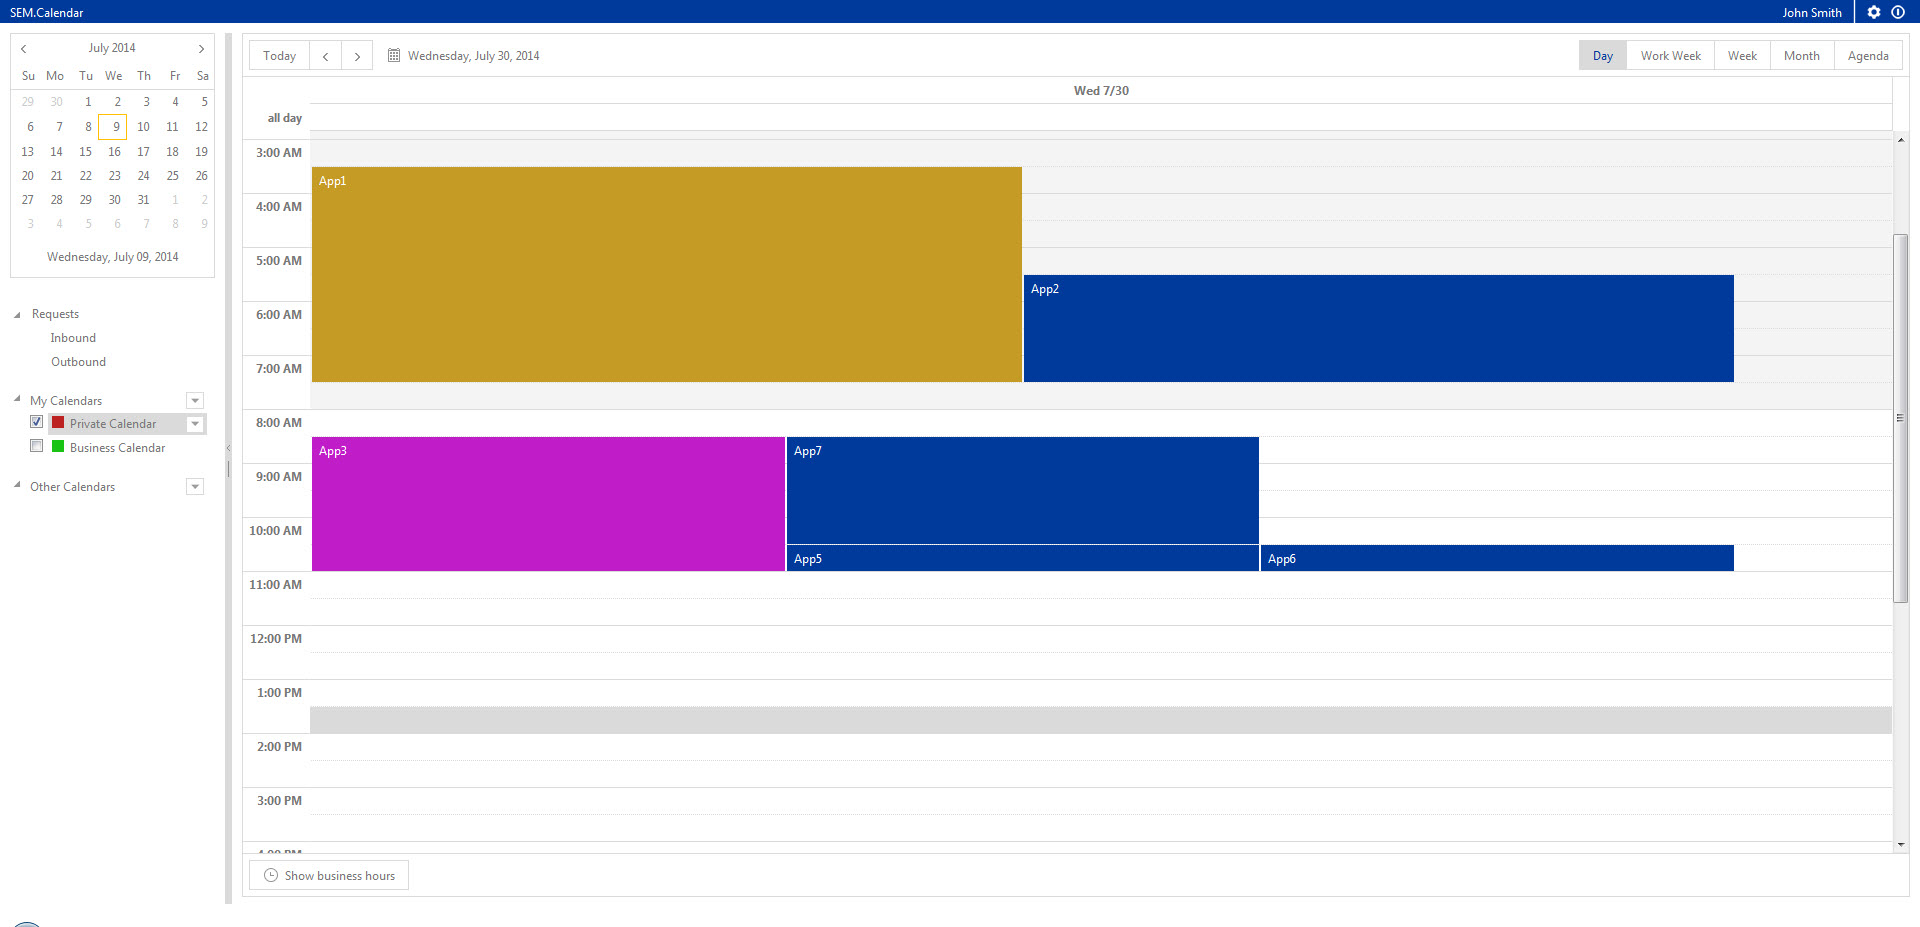 SEM.Calendar
John Smith
July 2014
Su Mo Tu We Th Fr Sa
29 30 1 2 3 4 5
6 7 8 9 10 11 12
13 14 15 16 17 18 19
20 21 22 23 24 25 26
27 28 29 30 31 1 2
3 4 5 6 7 8 9
Wednesday, July 09, 2014
Requests
Inbound
Outbound
My Calendars
Private Calendar
Business Calendar
Other Calendars
Today
Wednesday, July 30, 2014
Day Work Week Week Month Agenda
Wed 7/30
all day
3:00 AM
App1
4:00 AM
5:00 AM
App2
6:00 AM
7:00 AM
8:00 AM
App3 App7
9:00 AM
10:00 AM
App5 App6
11:00 AM
12:00 PM
1:00 PM
2:00 PM
3:00 PM
4:00 PM
Show business hours